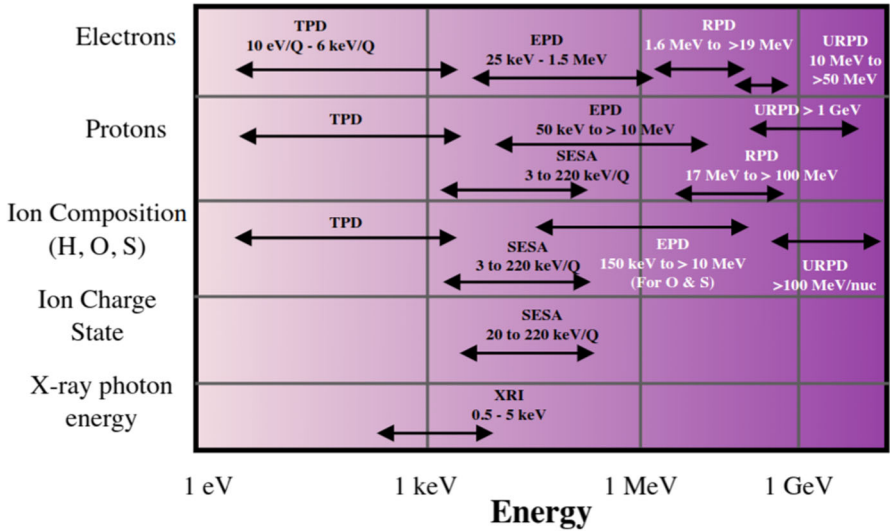 Electrons
TPD
10 eV/Q - 6 keV/Q
EPD
25 keV - 1.5 MeV
RPD
1.6 MeV to >19 MeV
URPD
10 MeV to
>50 MeV
Protons
TPD
EPD
50 keV to > 10 MeV
URPD > 1 GeV
SESA
3 to 220 keV/Q
RPD
17 MeV to > 100 MeV
Ion Composition
(H, O, S)
TPD
SESA
3 to 220 keV/Q
EPD
150 keV to > 10 MeV
(For O & S)
URPD
>100 MeV/nuc
Ion Charge
State
SESA
20 to 220 keV/Q
X-ray photon
energy
XRI
0.5 - 5 keV
1 eV
1 keV
1 MeV
1 GeV
Energy